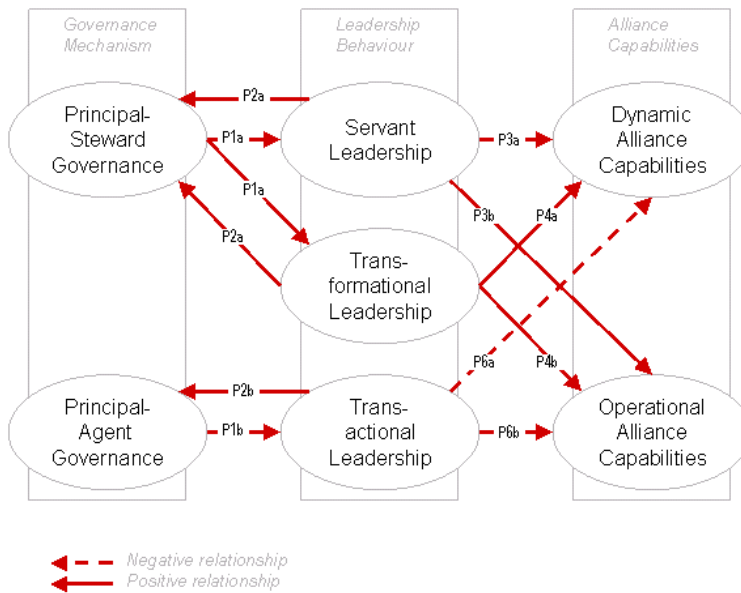 Governance
Mechanism
Leadership
Behaviour
Alliance
Capabilities
Principal-
Steward
Governance
P2a
P1a
Servant
Leadership
P3a
Dynamic
Alliance
Capabilities
P1a
P2a
P3b
P4a
Trans-
formational
Leadership
P6a
P4b
Principal-
Agent
Governance
P2b
P1b
Trans-
actional
Leadership
P6b
Operational
Alliance
Capabilities
Negative relationship
Positive relationship